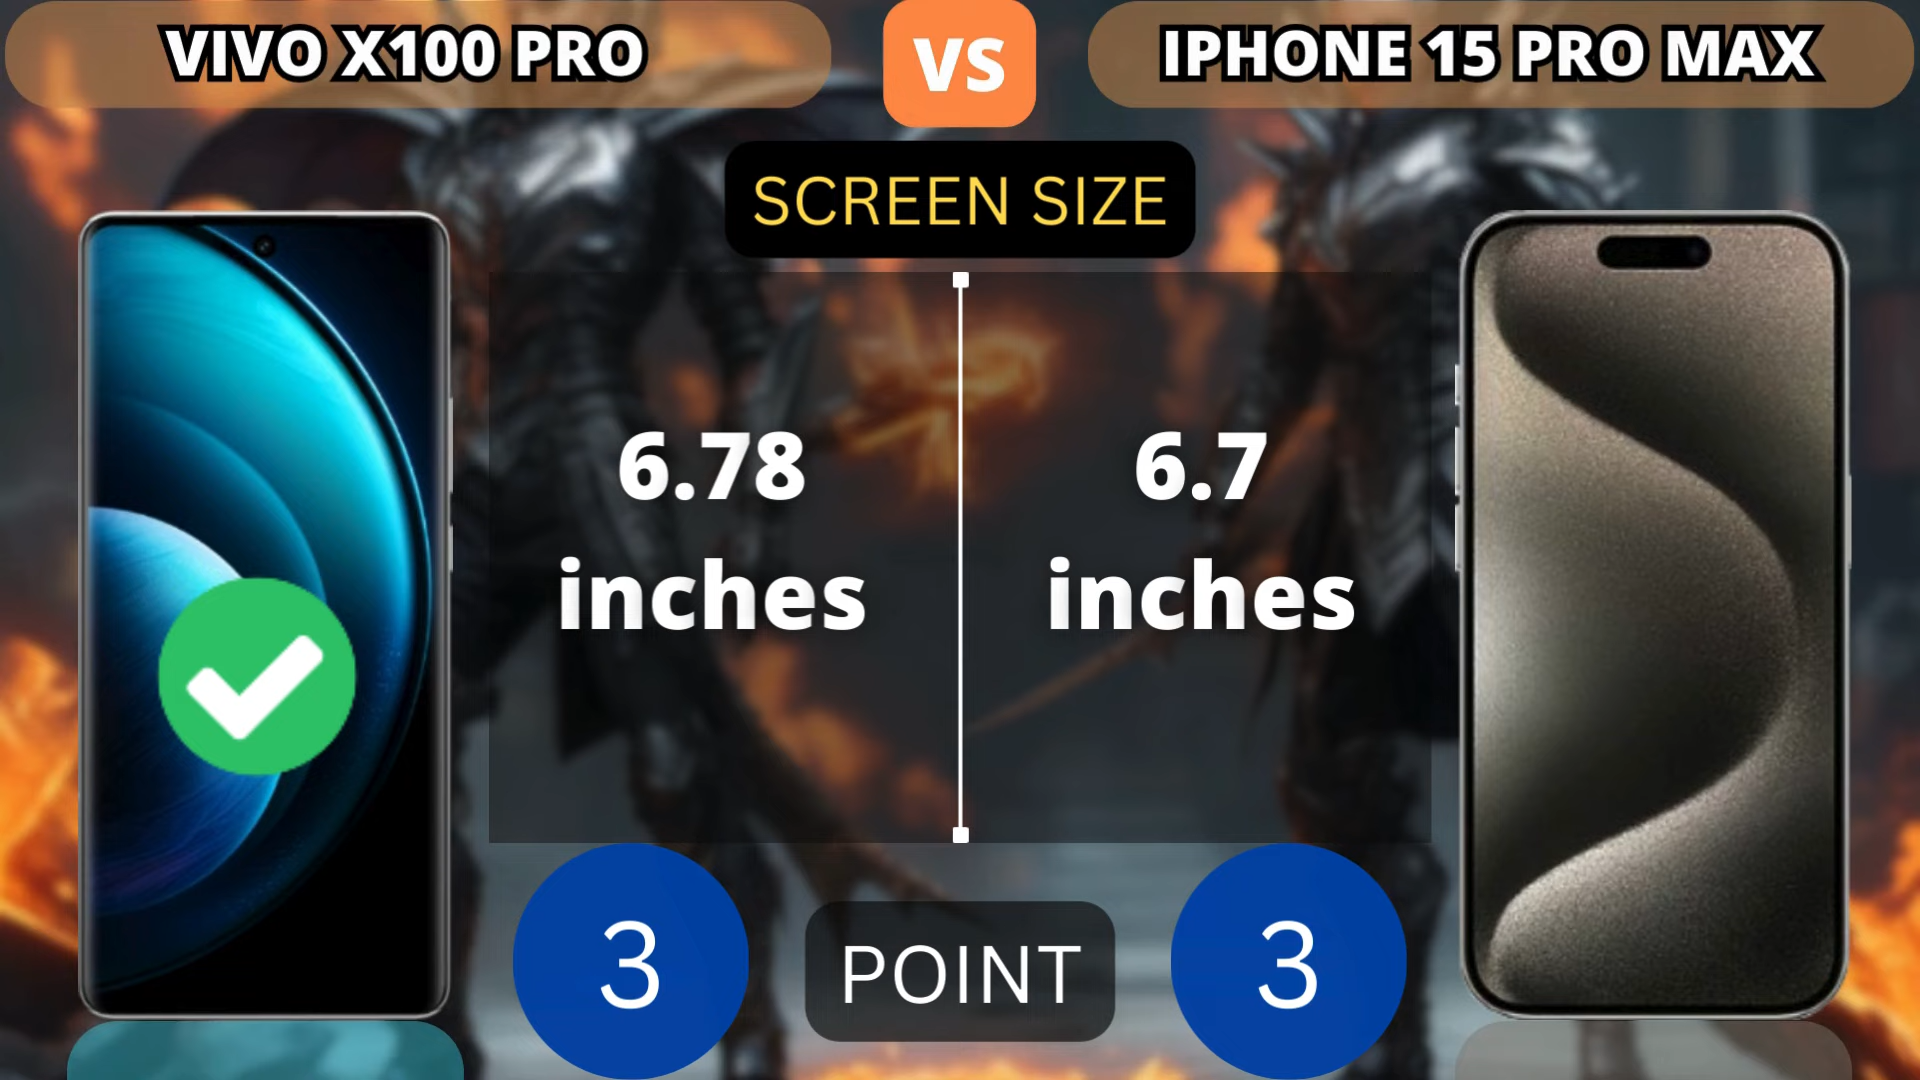 VIVO X100 PRO
VS
IPHONE 15 PRO MAX
SCREEN SIZE
6.78
inches
6.7
inches
3
POINT
3